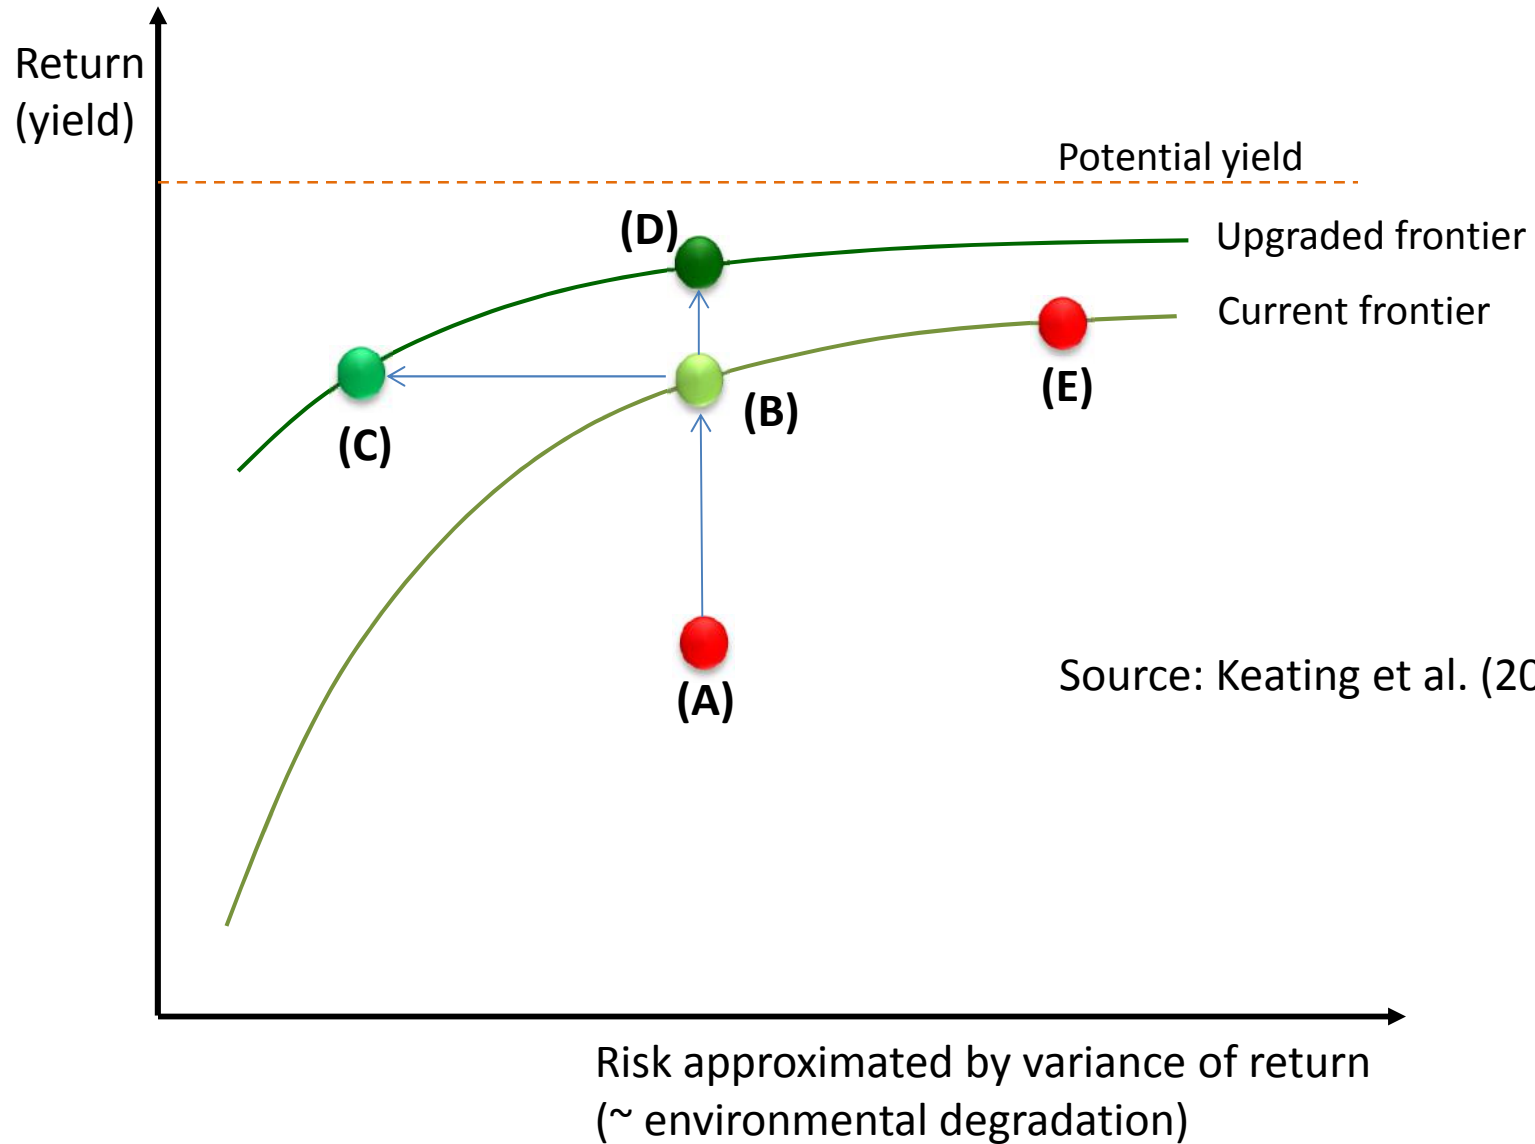 Return
(yield)
Potential yield
(D)
Upgraded frontier
Current frontier
(E)
(B)
(C)
Source: Keating et al. (20
(A)
Risk approximated by variance of return
(~ environmental degradation)